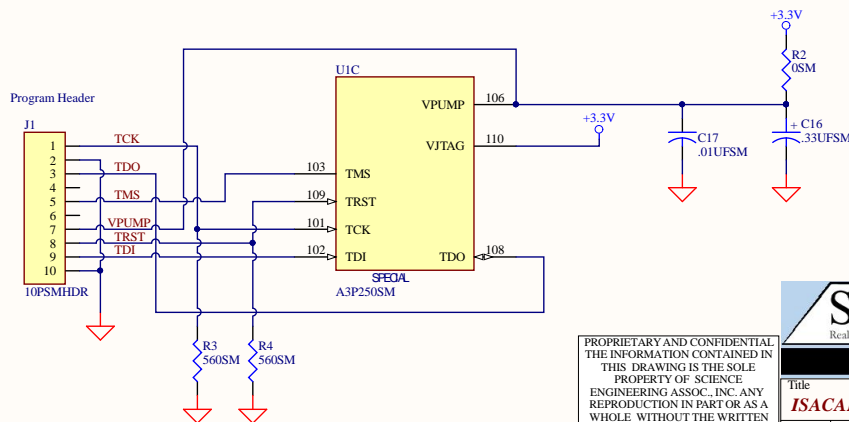 +3.3V
R2
0SM
U1C
Program Header
VPUMP
106
+3.3V
C17
.01UFSM
+
C16
.33UFSM
J1
VJTAG
110
1
TCK
2
3
TDO
103
TMS
4
5
TMS
109
TRST
6
7
VPUMP
101
TCK
8
TRST
9
TDI
102
TDI
TDO
108
10
SPECIAL
10PSMHDR
A3P250SM
R3
560SM
R4
560SM
PROPRIETARY AND CONFIDENTIAL
THE INFORMATION CONTAINED IN
THIS DRAWING IS THE SOLE
PROPERTY OF SCIENCE
ENGINEERING ASSOC., INC. ANY
REPRODUCTION IN PART OR AS A
WHOLE WITHOUT THE WRITTEN
S
Real
Title